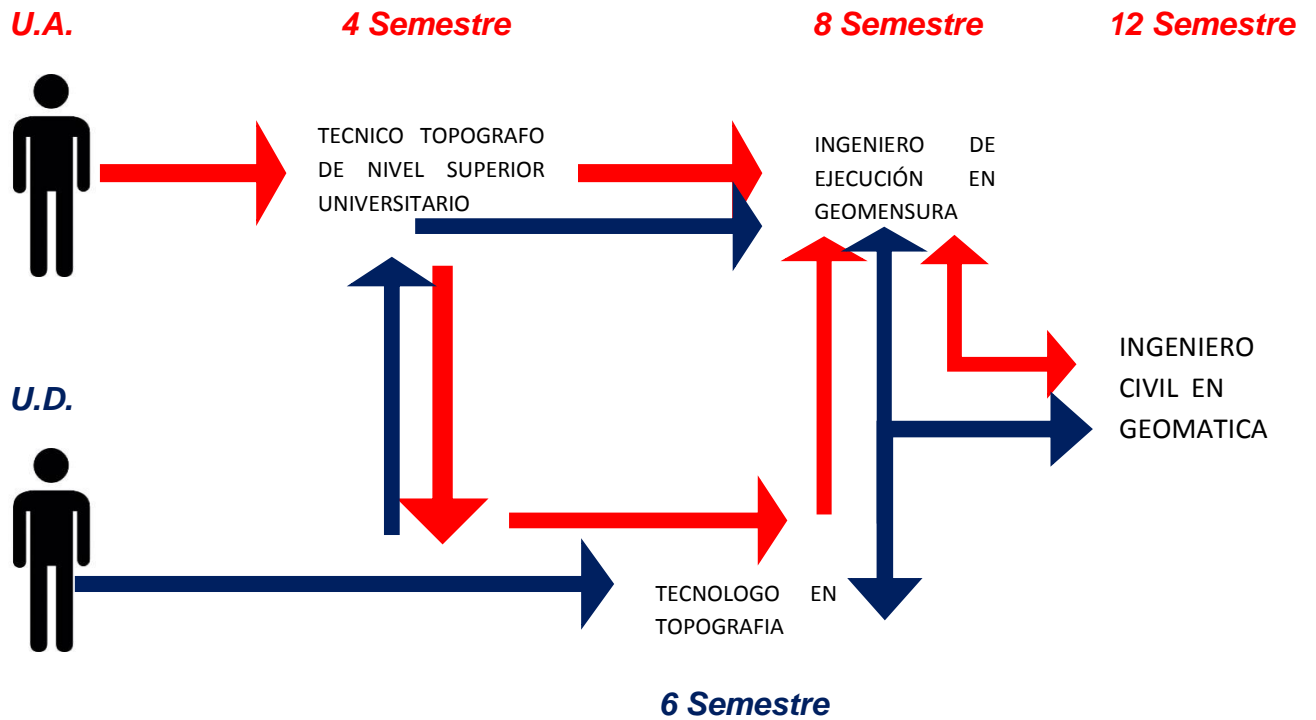 U.A.
4 Semestre
8 Semestre
12 Semestre
TECNICO TOPOGRAFO
DE NIVEL SUPERIOR
UNIVERSITARIO
INGENIERO DE
EJECUCIÓN EN
GEOMENSURA
INGENIERO
CIVIL EN
GEOMATICA
U.D.
TECNOLOGO EN
TOPOGRAFIA
6 Semestre